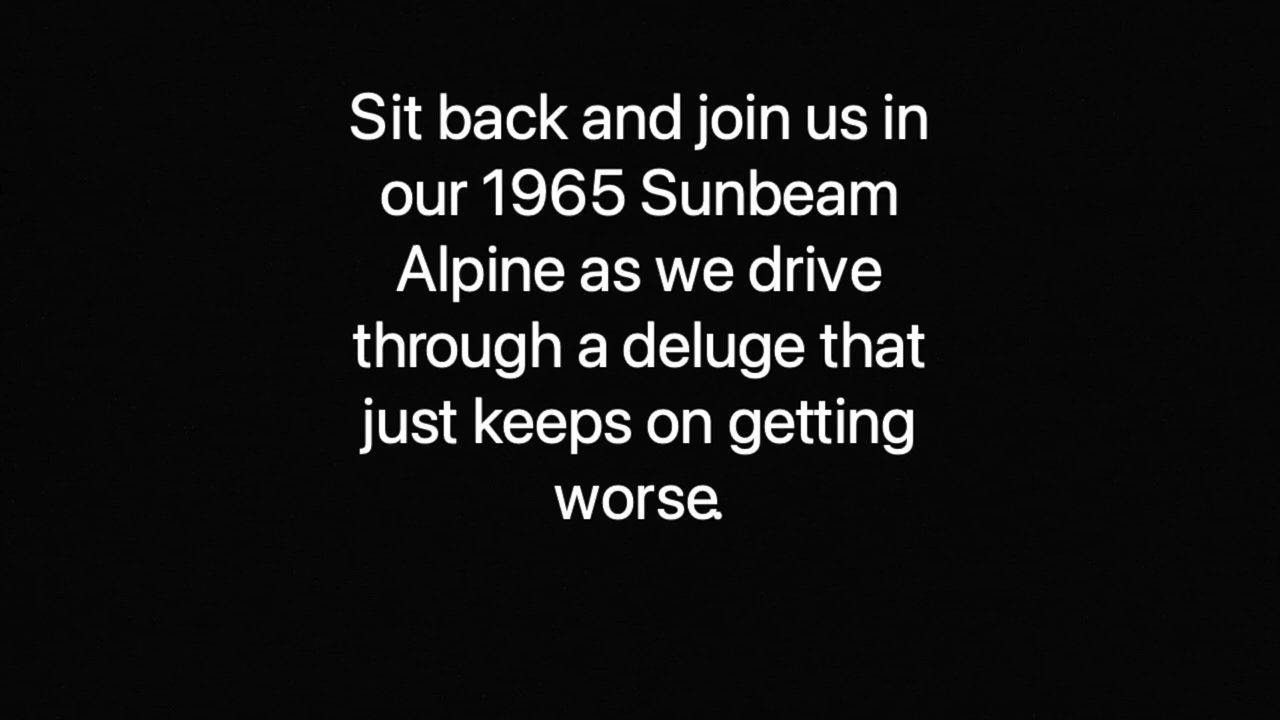 Sit back and join us in
our 1965 Sunbeam
Alpine as we drive
through a deluge that
just keeps on getting
worse.